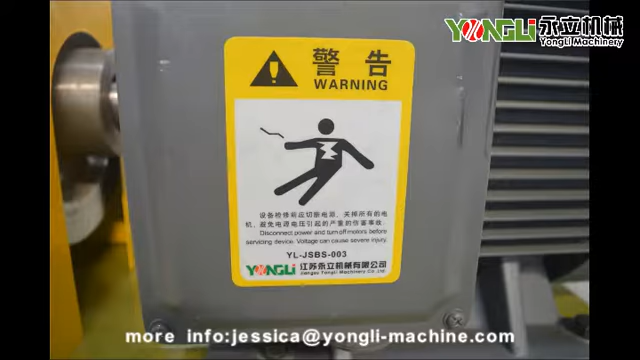 YONGLI 永立机械
YongLi Machinery
警告
WARNING
设备检修前应切断电源、关掉所有的电
机，避免电源电压引起的严重的伤害事故。
Disconnect power and turn off motors before
servicing device. Voltage can cause severe injury.
YL-JSBS-003
YONGLI 江苏永立机械有限公司
Jiangsu Yongli Machinery Co.,Ltd
more info:jessica@yongli-machine.com